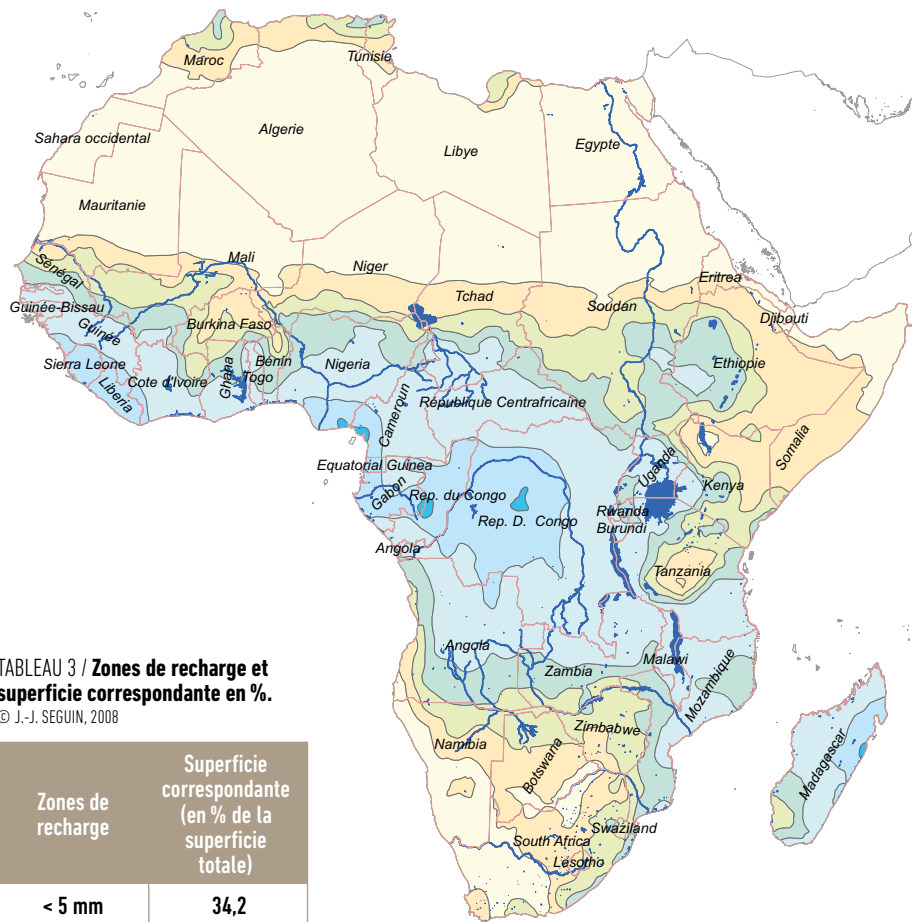 Maroc
Tunisie
Algerie
Libye
Egypte
Sahara occidental
Mauritanie
Mali
Niger
Tchad
Soudan
Eritrea
Djibouti
Sénégal
Guinée-Bissau
Guinée
Burkina Faso
Sierra Leone
Liberia
Cote d'Ivoire
Ghana
Togo
Bénin
Nigeria
Cameroun
République Centrafricaine
Ethiopie
Somalia
Equatorial Guinea
Gabon
Rep. du Congo
Rep. D. Congo
Uganda
Kenya
Rwanda
Burundi
Angola
Tanzania
Angola
Zambia
Malawi
Mozambique
Madagascar
Namibia
Botswana
Zimbabwe
Swaziland
South Africa
Lesotho
TABLEAU 3 / Zones de recharge et
superficie correspondante en %.
© J.-J. SEGUIN, 2008
Zones de
recharge
Superficie
correspondante
(en % de la
superficie
totale)
< 5 mm 34,2